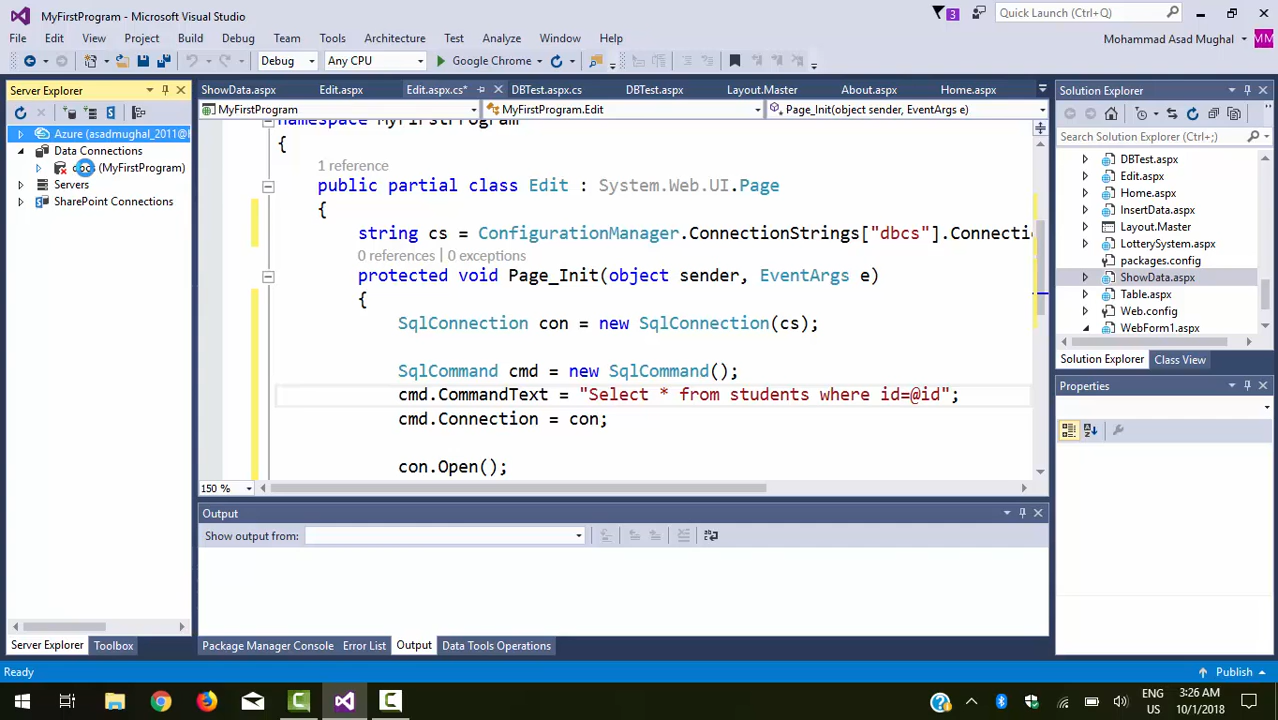 MyFirstProgram - Microsoft Visual Studio
3
Quick Launch (Ctrl+Q)
File Edit View Project Build Debug Team Tools Architecture Test Analyze Window Help
Mohammad Asad Mughal
MM
Debug Any CPU Google Chrome
Server Explorer
ShowData.aspx Edit.aspx Edit.aspx.cs* DBTest.aspx.cs DBTest.aspx Layout.Master About.aspx Home.aspx
Solution Explorer
MyFirstProgram MyFirstProgram.Edit Page_Init(object sender, EventArgs e)
Search Solution Explorer (Ctrl+;)
Azure (asadmughal_2011@
Data Connections
(MyFirstProgram)
Servers
SharePoint Connections
namespace MyFirstProgram
{
1 reference
public partial class Edit : System.Web.UI.Page
{
string cs = ConfigurationManager.ConnectionStrings["dbcs"].Connecti
0 references | 0 exceptions
protected void Page_Init(object sender, EventArgs e)
{
SqlConnection con = new SqlConnection(cs);
SqlCommand cmd = new SqlCommand();
cmd.CommandText = "Select * from students where id=@id";
cmd.Connection = con;
con.Open();
150 %
DBTest.aspx
Edit.aspx
Home.aspx
InsertData.aspx
Layout.Master
LotterySystem.aspx
packages.config
ShowData.aspx
Table.aspx
Web.config
WebForm1.aspx
Solution Explorer Class View
Properties
Output
Show output from:
Server Explorer Toolbox
Package Manager Console Error List Output Data Tools Operations
Ready
Publish
ENG
US
3:26 AM
10/1/2018